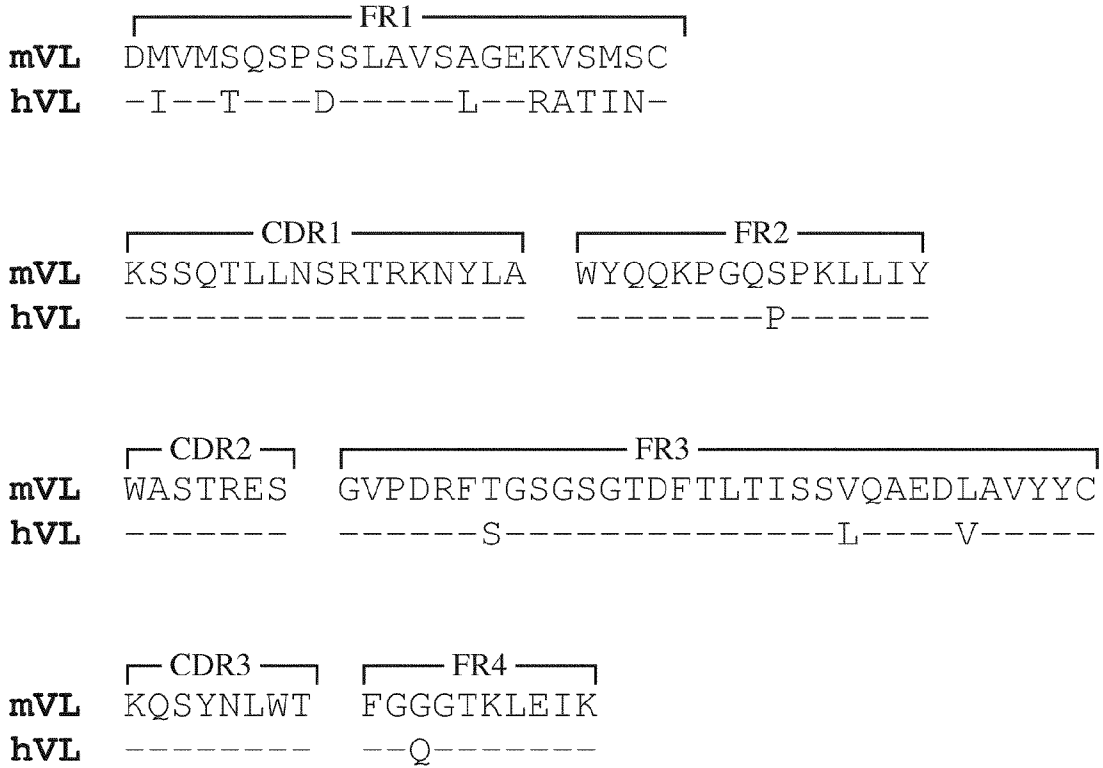 FR1
mVL DMVMSQSPSSLAVSAGEKVSMSC
hVL -I--T---D-----L--RATIN-
CDR1 FR2
mVL KSSQTLLNSRTRKNYLA WYQQKPGQSPKLLIY
hVL ----------------- --------P------
CDR2 FR3
mVL WASTRES GVPDRFTGSGSGTDFTLTISSVQAEDLAVYYC
hVL ------- ------S--------------L----V-----
CDR3 FR4
mVL KQSYNLWT FGGGTKLEIK
hVL -------- --Q-------